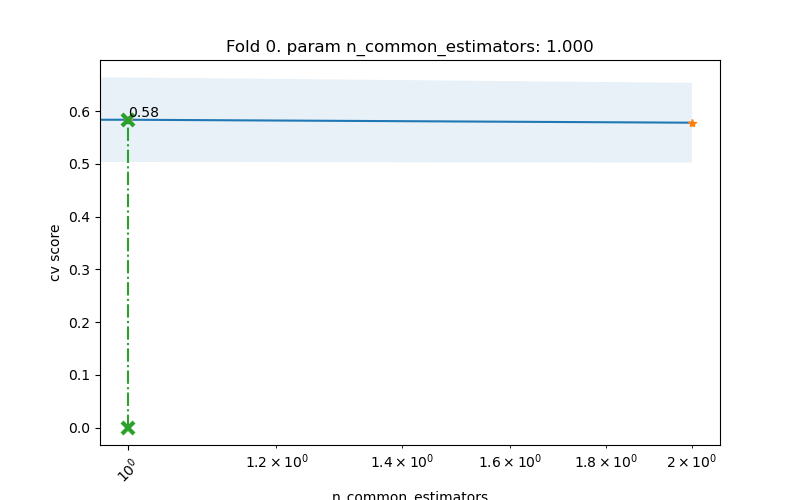 Fold 0. param n_common_estimators: 1.000
0.58
0.6
0.5
0.4
0.3
0.2
0.1
0.0
cv score
10⁰
1.2 × 10⁰
1.4 × 10⁰
1.6 × 10⁰
1.8 × 10⁰
2 × 10⁰
n_common_estimators